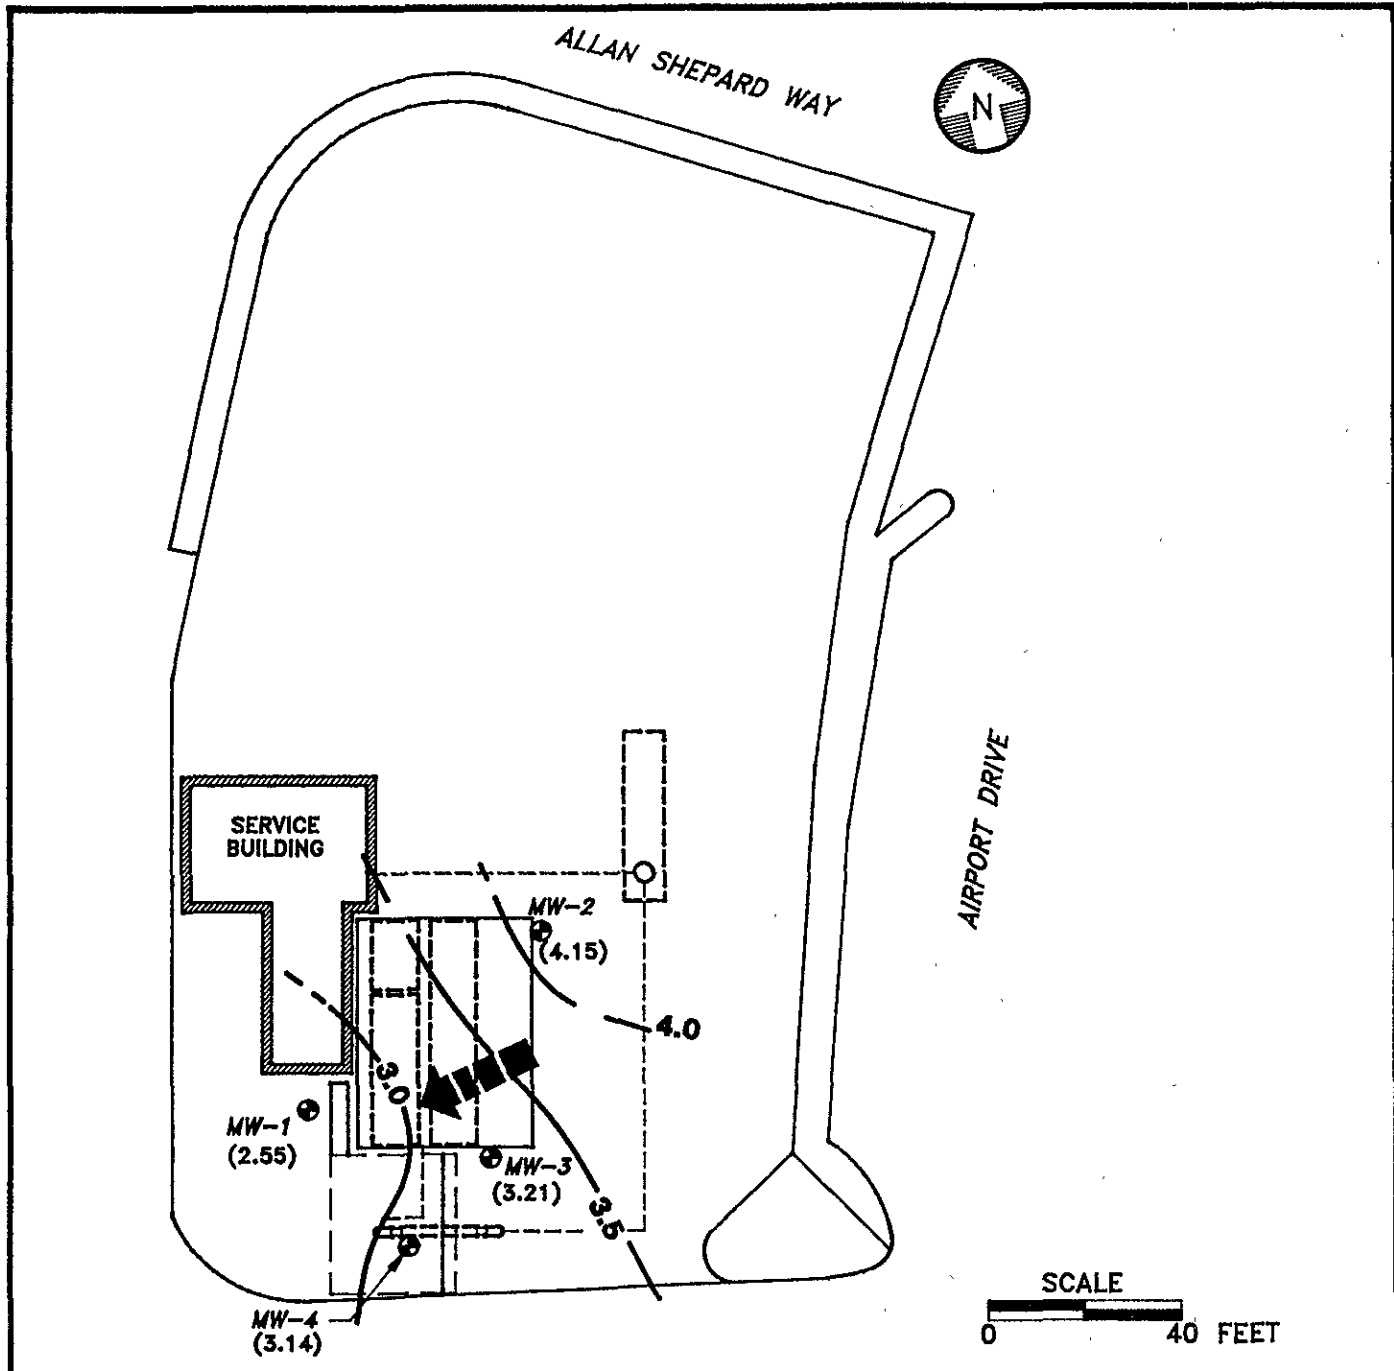 ALLAN SHEPARD WAY
N
AIRPORT DRIVE
SERVICE
BUILDING
MW-2
(4.15)
4.0
3.0
MW-1
(2.55)
MW-3
(3.21)
3.5
MW-4
(3.14)
SCALE
0 40 FEET